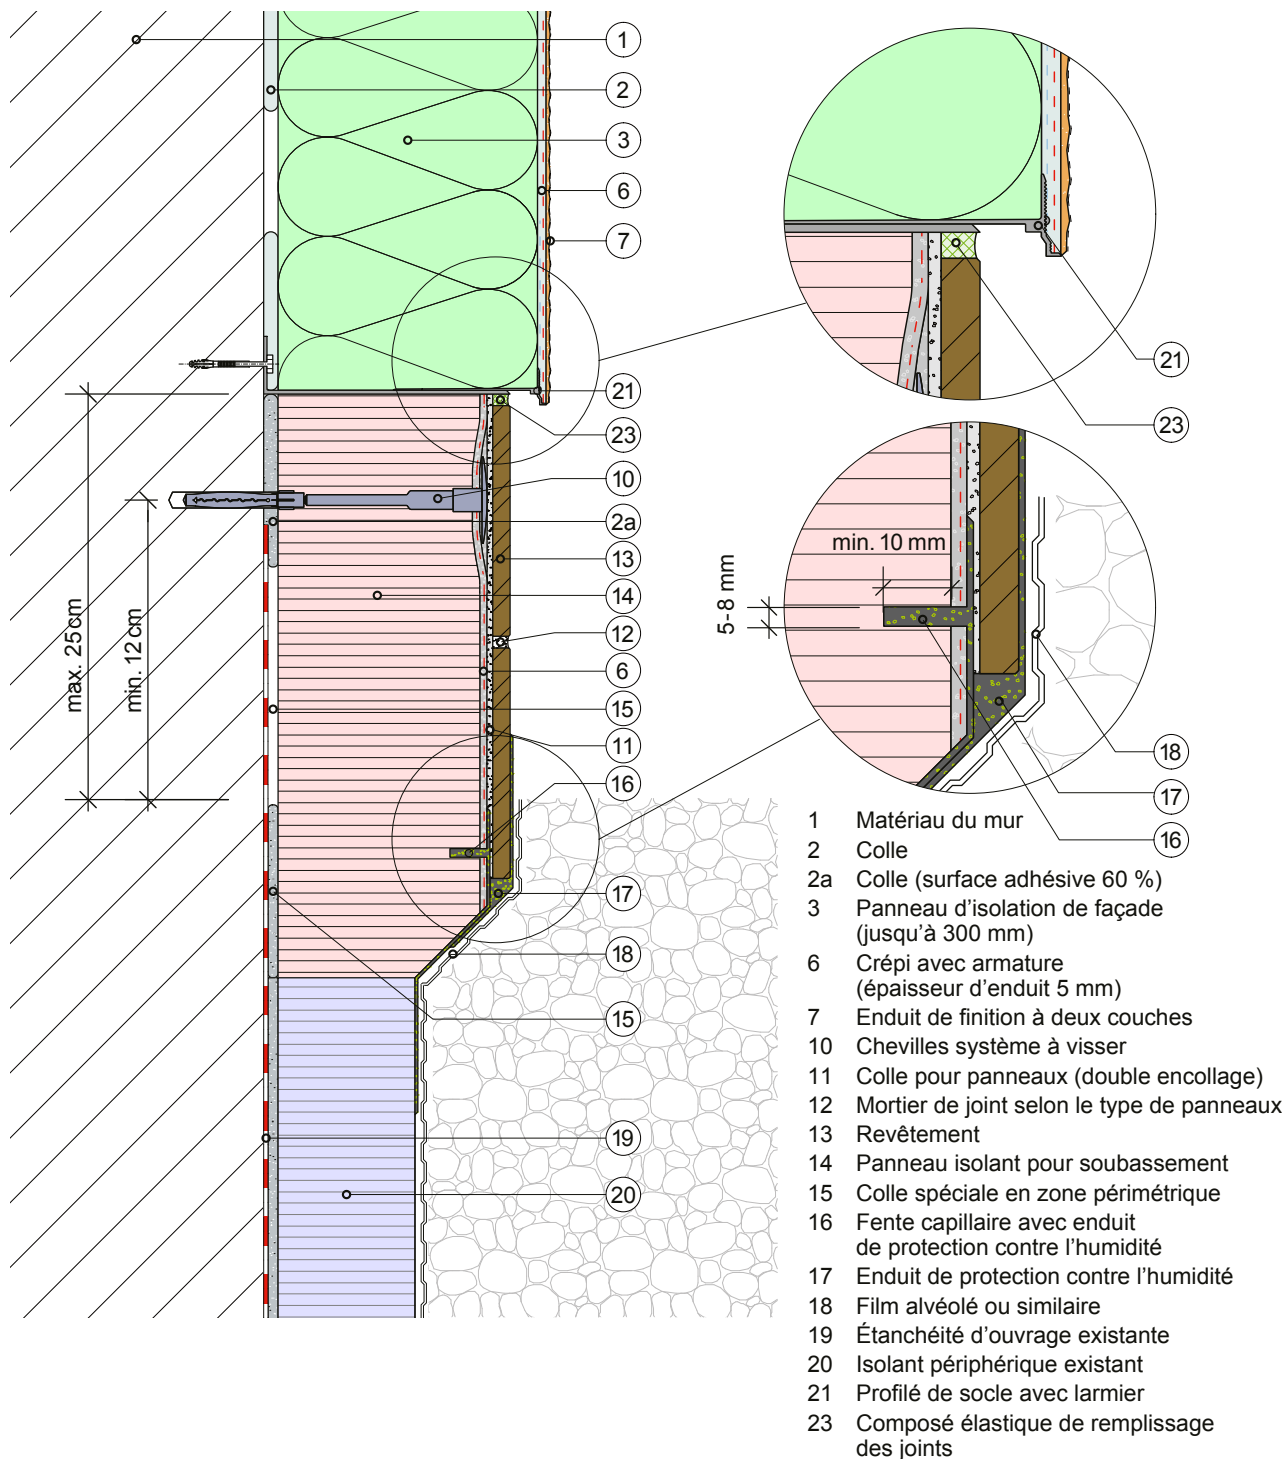 1
2
3
6
7
21
23
10
2a
13
14
12
6
15
11
16
17
18
15
19
20
max. 25cm
min. 12cm
21
23
min. 10 mm
5-8 mm
18
17
16
1 Matériau du mur
2 Colle
2a Colle (surface adhésive 60 %)
3 Panneau d’isolation de façade
(jusqu’à 300 mm)
6 Crépi avec armature
(épaisseur d’enduit 5 mm)
7 Enduit de finition à deux couches
10 Chevilles système à visser
11 Colle pour panneaux (double encollage)
12 Mortier de joint selon le type de panneaux
13 Revêtement
14 Panneau isolant pour soubassement
15 Colle spéciale en zone périmétrique
16 Fente capillaire avec enduit
de protection contre l’humidité
17 Enduit de protection contre l’humidité
18 Film alvéolé ou similaire
19 Étanchéité d’ouvrage existante
20 Isolant périphérique existant
21 Profilé de socle avec larmier
23 Composé élastique de remplissage
des joints